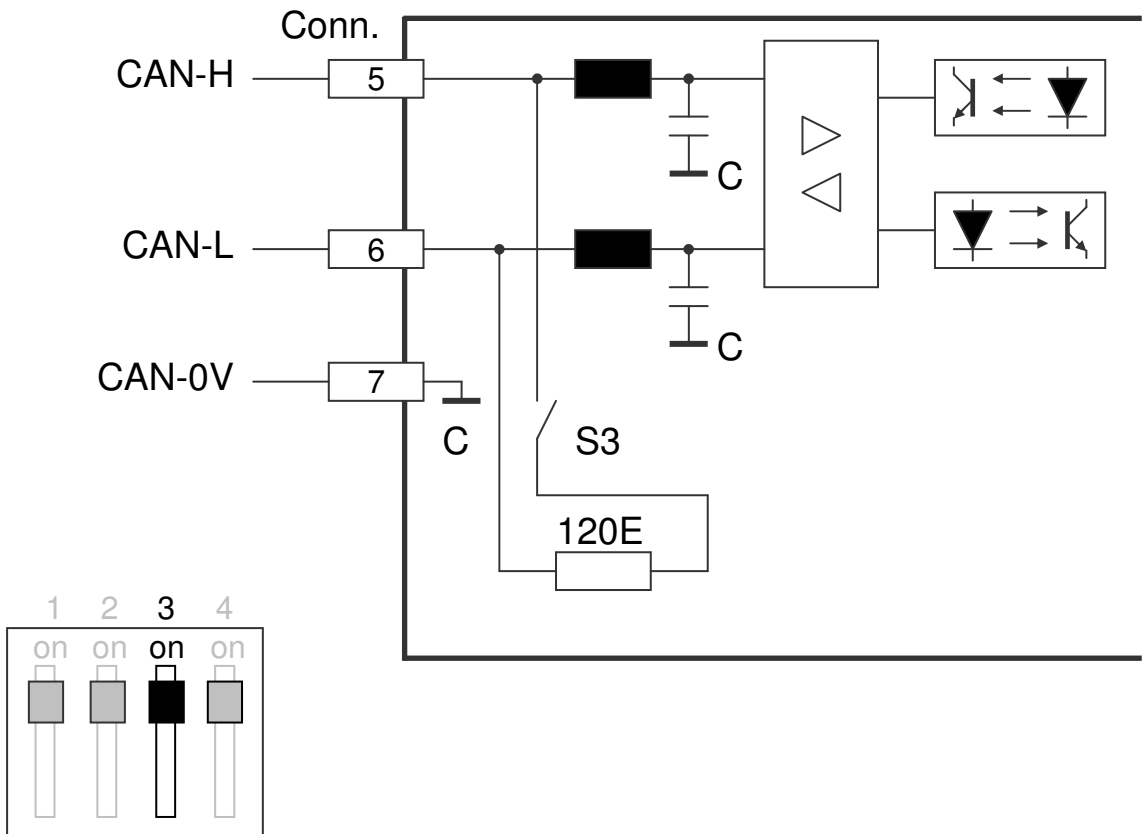 Conn.
CAN-H 5
C
CAN-L 6
C
CAN-0V 7
C
S3
120E
1 2 3 4
on on on on